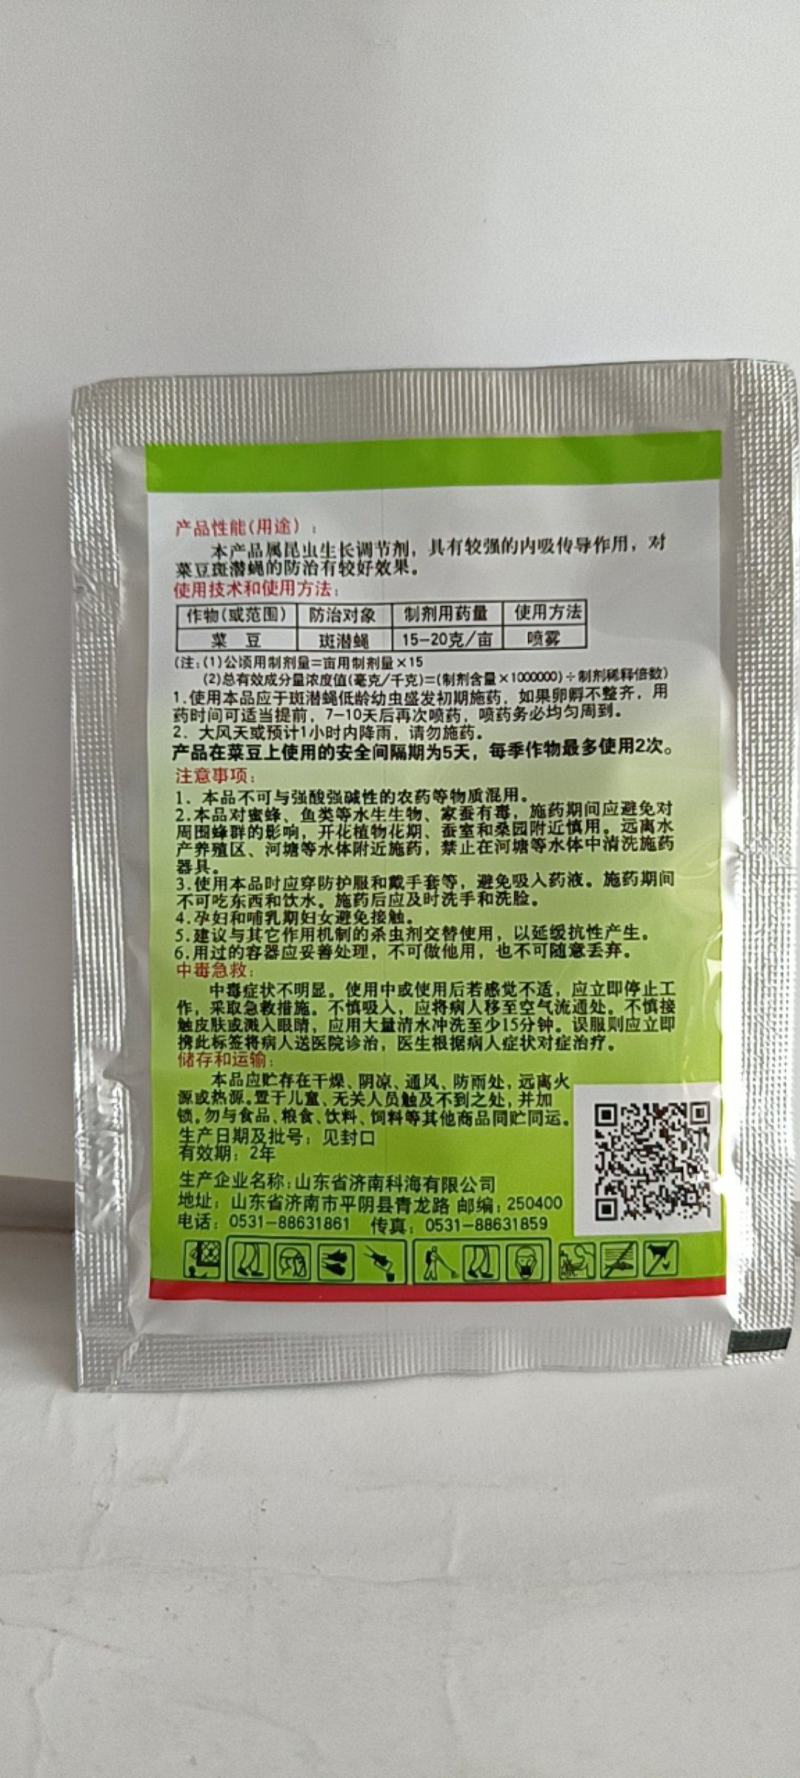 产品性能(用途)：
本产品属昆虫生长调节剂，具有较强的内吸传导作用，对
菜豆斑潜蝇的防治有较好效果。
使用技术和使用方法：
作物(或范围) 防治对象 制剂用药量 使用方法
菜 豆 斑潜蝇 15-20克/亩 喷雾
(注：(1)公顷用制剂量=亩用制剂量×15
(2)总有效成分量浓度值(毫克/千克)=(制剂含量×1000000)÷制剂稀释倍数)
1.使用本品应于斑潜蝇低龄幼虫盛发初期施药，如果卵孵不整齐，用
药时间可适当提前，7-10天后再次喷药，喷药务必均匀周到。
2．大风天或预计1小时内降雨，请勿施药。
产品在菜豆上使用的安全间隔期为5天，每季作物最多使用2次。
注意事项：
1．本品不可与强酸强碱性的农药等物质混用。
2.本品对蜜蜂、鱼类等水生生物、家蚕有毒，施药期间应避免对
周围蜂群的影响，开花植物花期、蚕室和桑园附近慎用。远离水
产养殖区、河塘等水体附近施药，禁止在河塘等水体中清洗施药
器具。
3.使用本品时应穿防护服和戴手套等，避免吸入药液。施药期间
不可吃东西和饮水。施药后应及时洗手和洗脸。
4.孕妇和哺乳期妇女避免接触。
5.建议与其它作用机制的杀虫剂交替使用，以延缓抗性产生。
6.用过的容器应妥善处理，不可做他用，也不可随意丢弃。
中毒急救：
中毒症状不明显。使用中或使用后若感觉不适，应立即停止工
作，采取急救措施。不慎吸入，应将病人移至空气流通处。不慎接
触皮肤或溅入眼睛，应用大量清水冲洗至少15分钟。误服则应立即
携此标签将病人送医院诊治，医生根据病人症状对症治疗。
储存和运输：
本品应贮存在干燥、阴凉、通风、防雨处，远离火
源或热源。置于儿童、无关人员触及不到之处，并加
锁。勿与食品、粮食、饮料、饲料等其他商品同贮同运。
生产日期及批号：见封口
有效期：2年
生产企业名称：山东省济南科海有限公司
地址：山东省济南市平阴县青龙路 邮编：250400
电话：0531-88631861 传真：0531-88631859